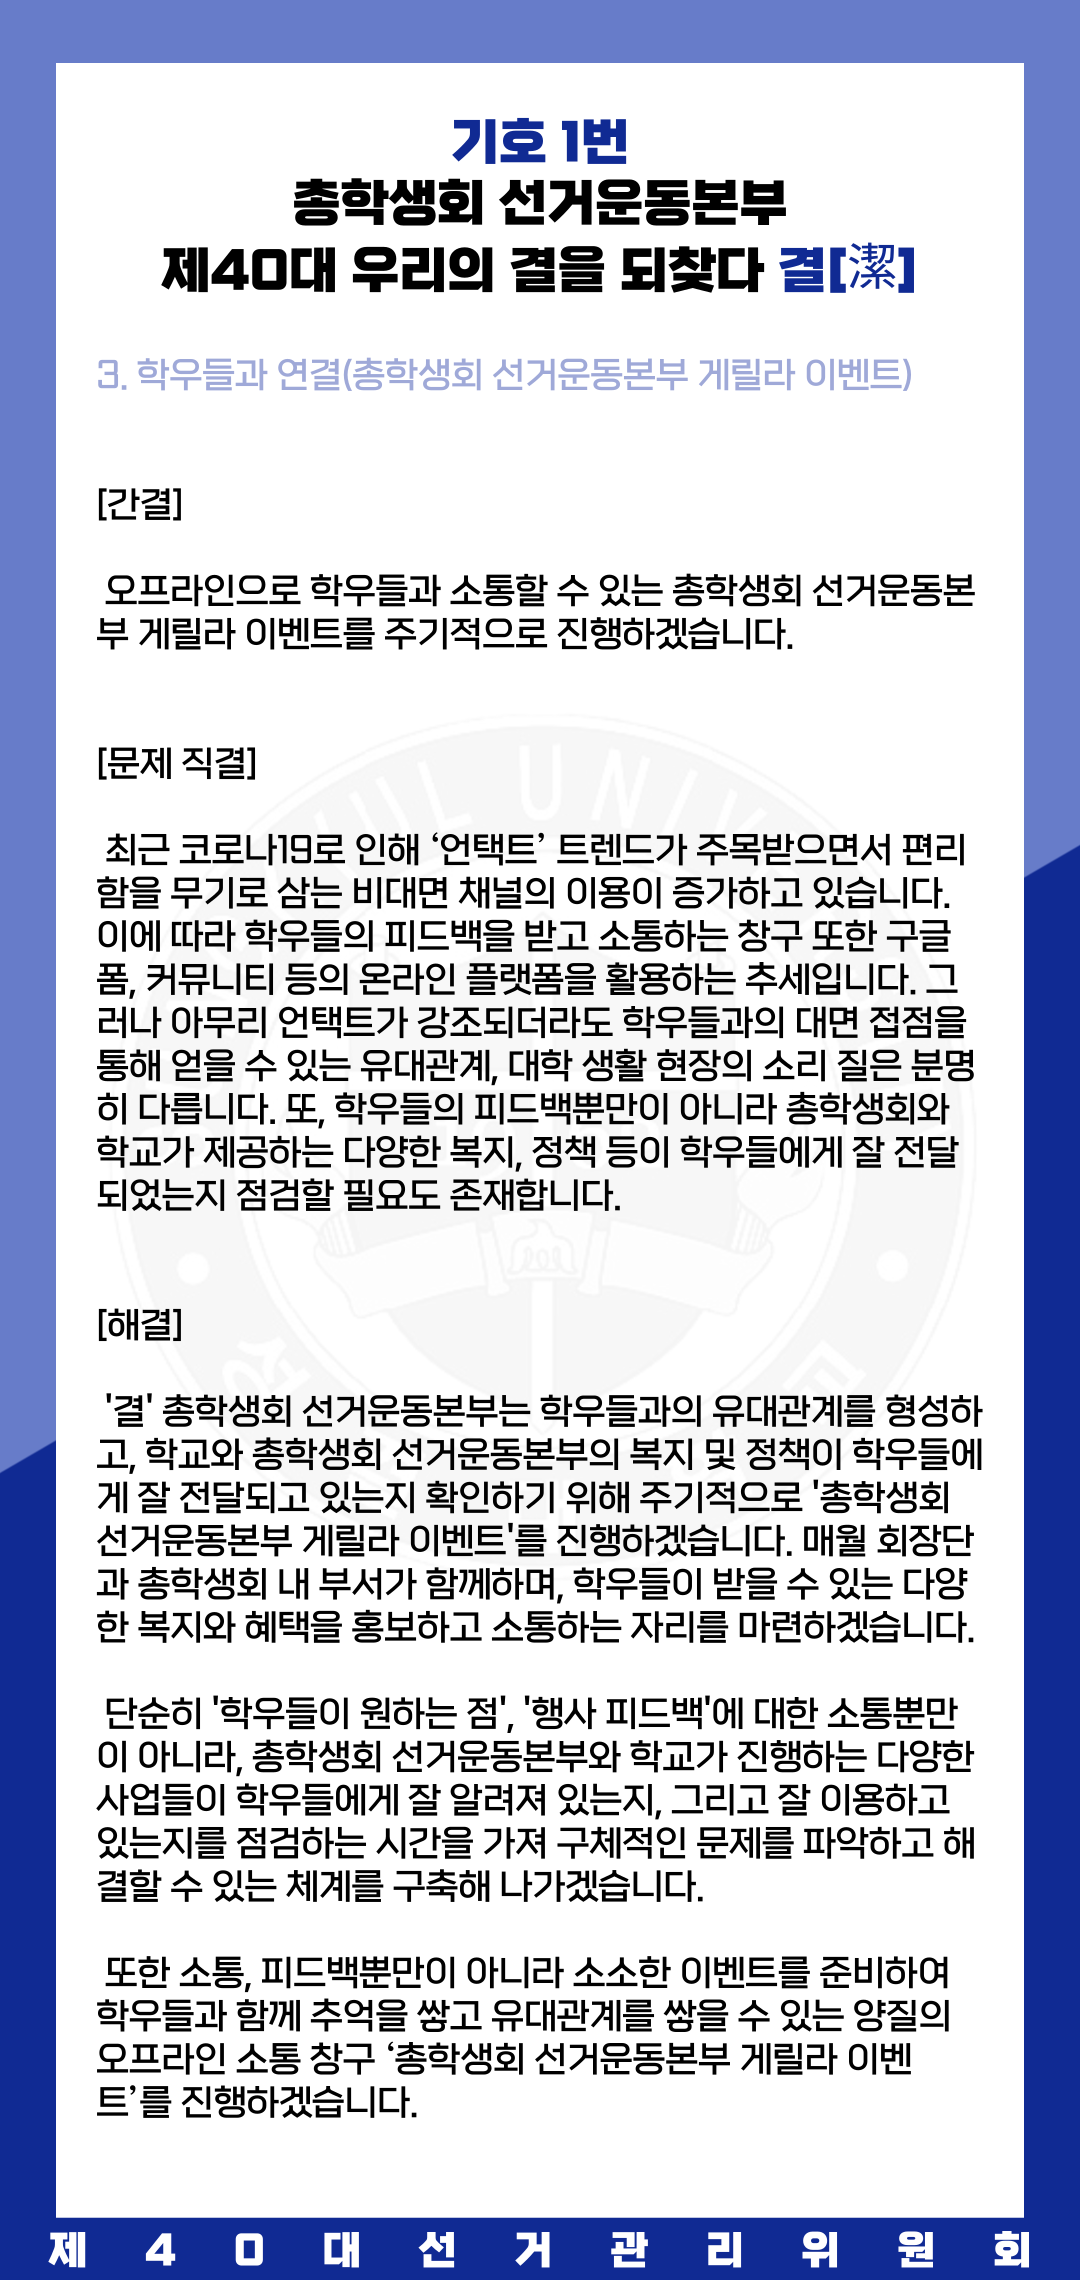 기호 1번
총학생회 선거운동본부
제40대 우리의 결을 되찾다 결[潔]
3. 학우들과 연결(총학생회 선거운동본부 게릴라 이벤트)
[간결]
오프라인으로 학우들과 소통할 수 있는 총학생회 선거운동본
부 게릴라 이벤트를 주기적으로 진행하겠습니다.
[문제 직결]
최근 코로나19로 인해 ‘언택트’ 트렌드가 주목받으면서 편리
함을 무기로 삼는 비대면 채널의 이용이 증가하고 있습니다.
이에 따라 학우들의 피드백을 받고 소통하는 창구 또한 구글
폼, 커뮤니티 등의 온라인 플랫폼을 활용하는 추세입니다. 그
러나 아무리 언택트가 강조되더라도 학우들과의 대면 접점을
통해 얻을 수 있는 유대관계, 대학 생활 현장의 소리 질은 분명
히 다릅니다. 또, 학우들의 피드백뿐만이 아니라 총학생회와
학교가 제공하는 다양한 복지, 정책 등이 학우들에게 잘 전달
되었는지 점검할 필요도 존재합니다.
[해결]
'결' 총학생회 선거운동본부는 학우들과의 유대관계를 형성하
고, 학교와 총학생회 선거운동본부의 복지 및 정책이 학우들에
게 잘 전달되고 있는지 확인하기 위해 주기적으로 '총학생회
선거운동본부 게릴라 이벤트'를 진행하겠습니다. 매월 회장단
과 총학생회 내 부서가 함께하며, 학우들이 받을 수 있는 다양
한 복지와 혜택을 홍보하고 소통하는 자리를 마련하겠습니다.
단순히 '학우들이 원하는 점', '행사 피드백'에 대한 소통뿐만
이 아니라, 총학생회 선거운동본부와 학교가 진행하는 다양한
사업들이 학우들에게 잘 알려져 있는지, 그리고 잘 이용하고
있는지를 점검하는 시간을 가져 구체적인 문제를 파악하고 해
결할 수 있는 체계를 구축해 나가겠습니다.
또한 소통, 피드백뿐만이 아니라 소소한 이벤트를 준비하여
학우들과 함께 추억을 쌓고 유대관계를 쌓을 수 있는 양질의
오프라인 소통 창구 ‘총학생회 선거운동본부 게릴라 이벤
트’를 진행하겠습니다.
제40대선거관리위원회